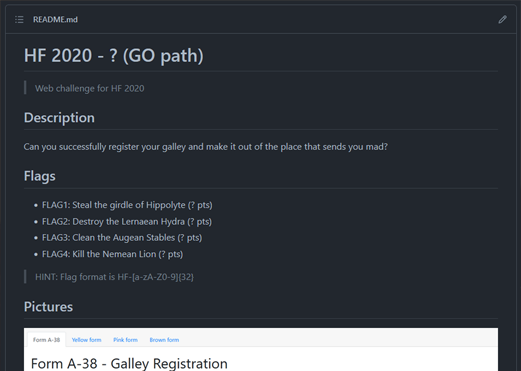 README.md
HF 2020 - ? (GO path)
Web challenge for HF 2020
Description
Can you successfully register your galley and make it out of the place that sends you mad?
Flags
FLAG1: Steal the girdle of Hippolyte (? pts)
FLAG2: Destroy the Lernaean Hydra (? pts)
FLAG3: Clean the Augean Stables (? pts)
FLAG4: Kill the Nemean Lion (? pts)
HINT: Flag format is HF-[a-zA-Z0-9]{32}
Pictures
Form A-38 Yellow form Pink form Brown form
Form A-38 - Galley Registration